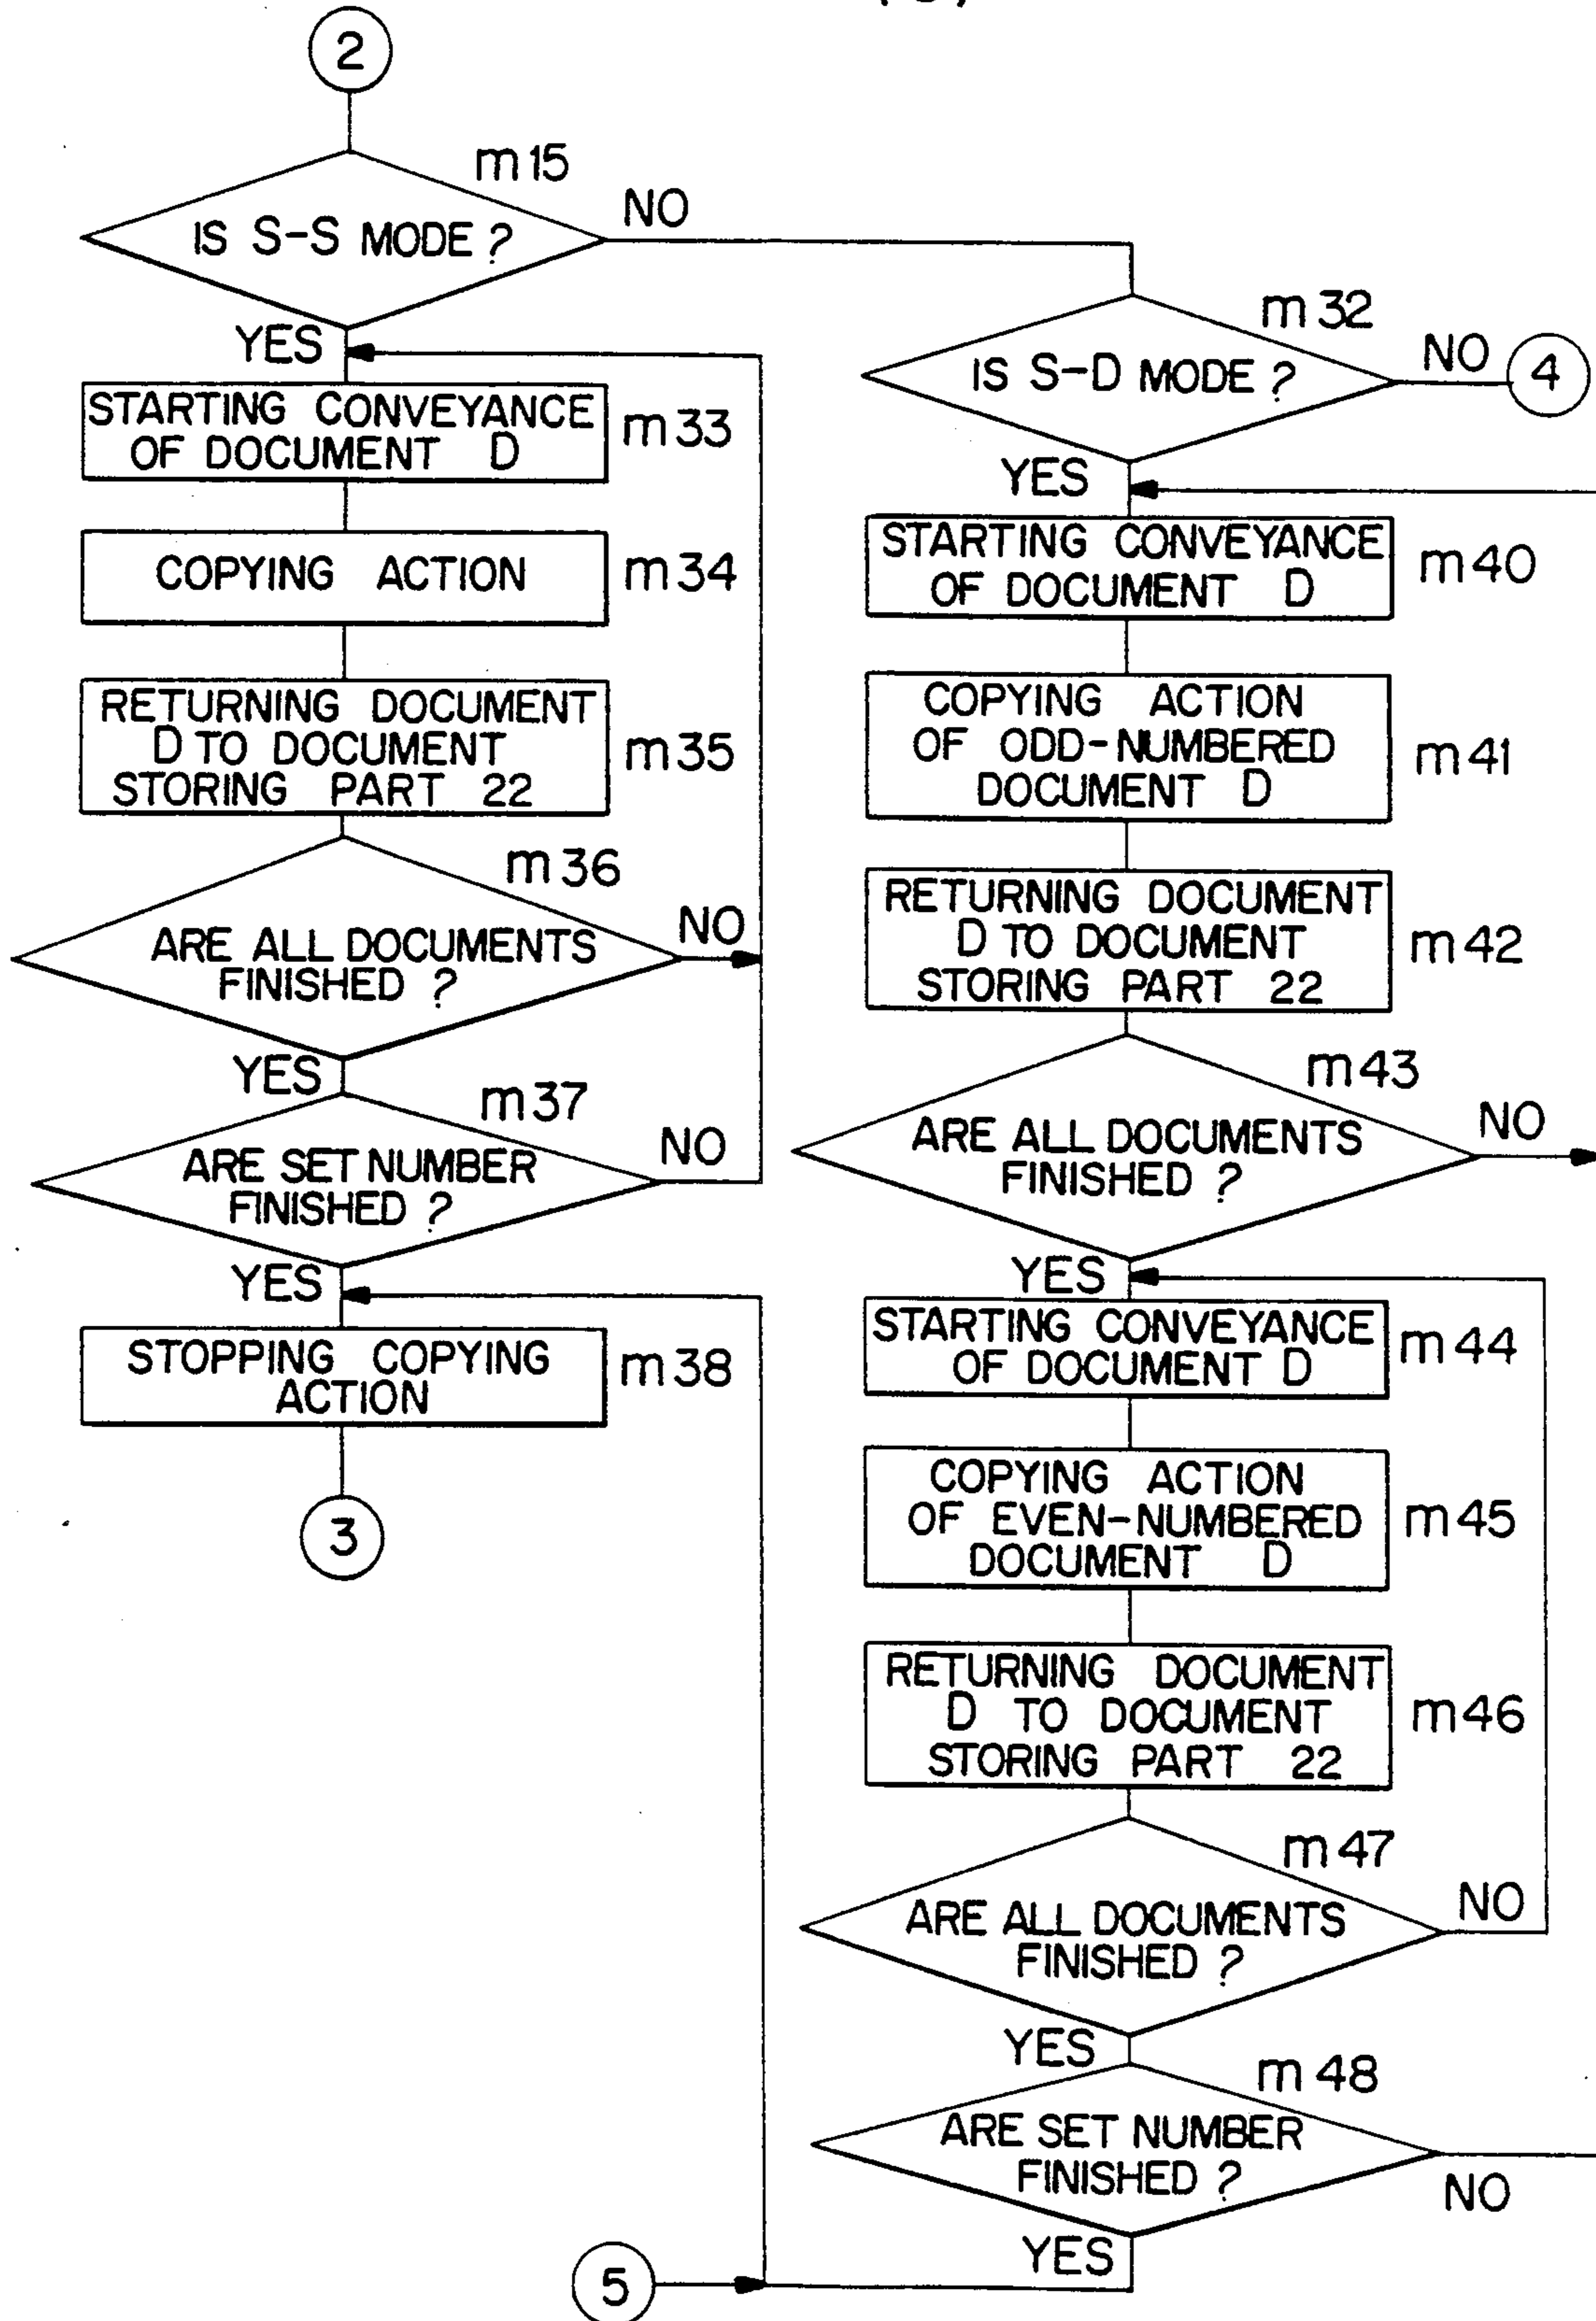 2
m15
IS S-S MODE ?
NO
YES
STARTING CONVEYANCE
OF DOCUMENT D
m33
COPYING ACTION
m34
RETURNING DOCUMENT
D TO DOCUMENT
STORING PART 22
m35
m36
ARE ALL DOCUMENTS
FINISHED ?
NO
YES
m37
ARE SET NUMBER
FINISHED ?
NO
YES
STOPPING COPYING
ACTION
m38
3
m32
IS S-D MODE ?
NO
4
YES
STARTING CONVEYANCE
OF DOCUMENT D
m40
COPYING ACTION
OF ODD-NUMBERED
DOCUMENT D
m41
RETURNING DOCUMENT
D TO DOCUMENT
STORING PART 22
m42
m43
ARE ALL DOCUMENTS
FINISHED ?
NO
YES
STARTING CONVEYANCE
OF DOCUMENT D
m44
COPYING ACTION
OF EVEN-NUMBERED
DOCUMENT D
m45
RETURNING DOCUMENT
D TO DOCUMENT
STORING PART 22
m46
m47
ARE ALL DOCUMENTS
FINISHED ?
NO
YES
m48
ARE SET NUMBER
FINISHED ?
NO
YES
5